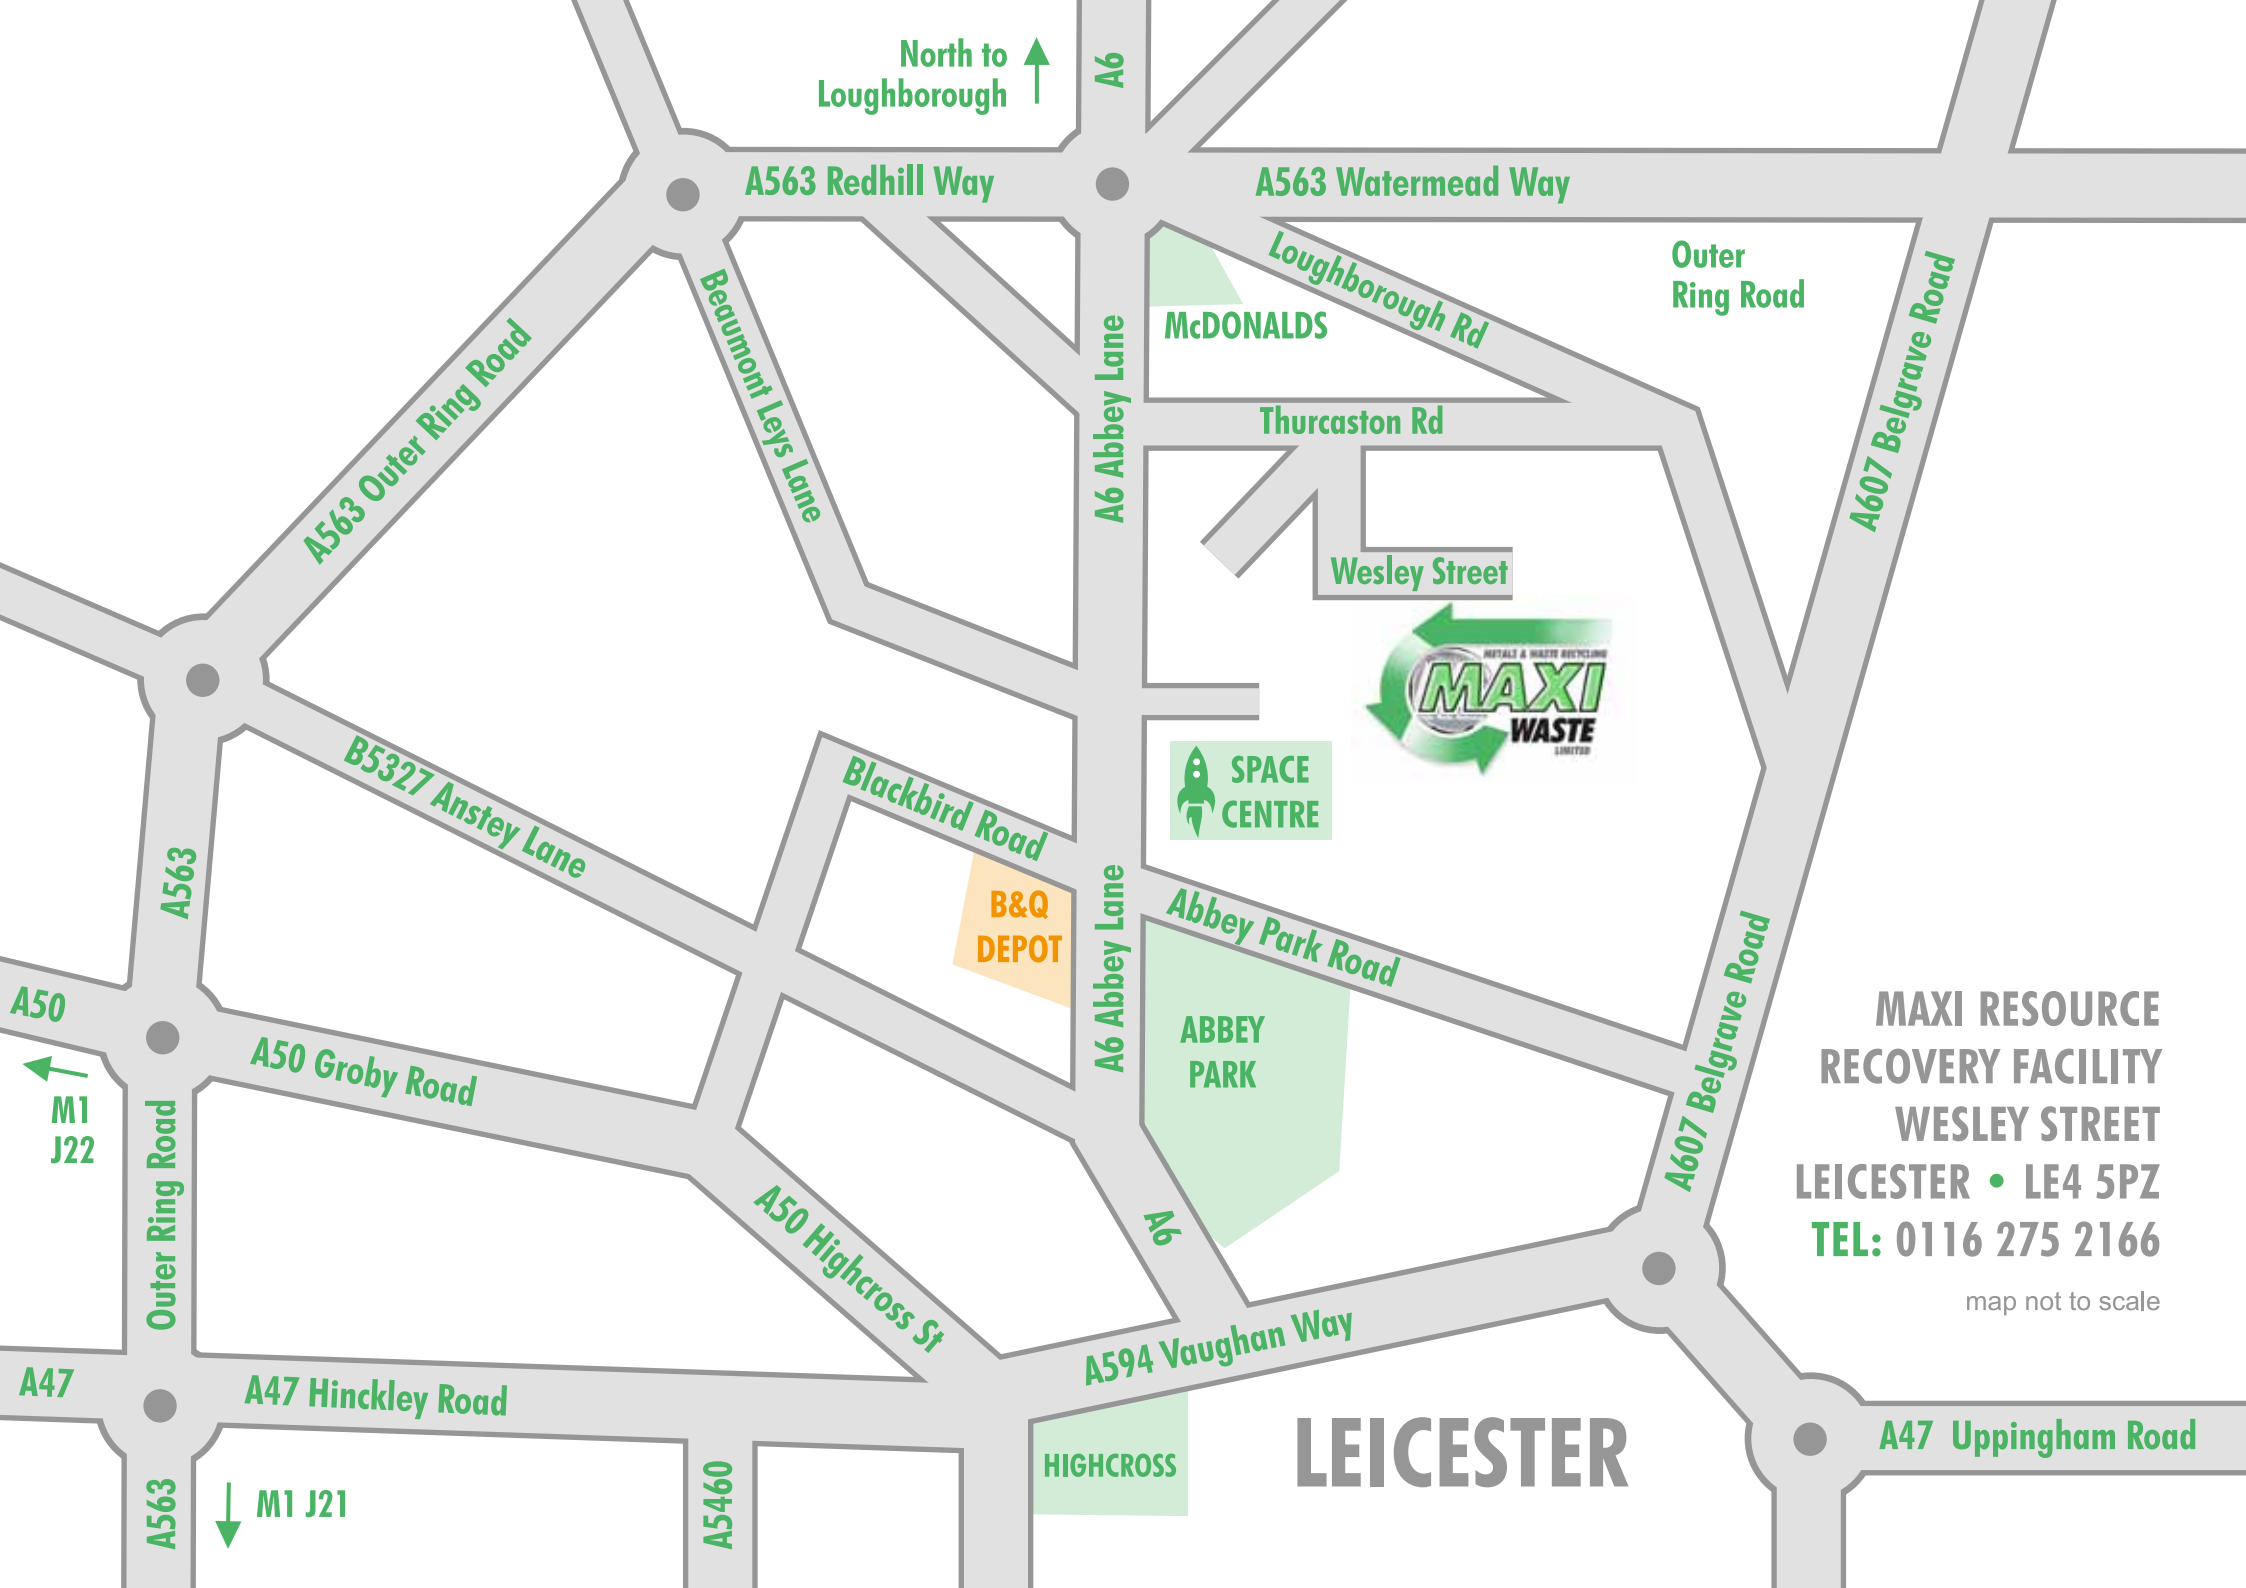 North to
Loughborough
A6
A563 Redhill Way
A563 Watermead Way
Outer
Ring Road
Loughborough Rd
McDONALDS
Beaumont Leys Lane
A563 Outer Ring Road
A6 Abbey Lane
A607 Belgrave Road
Thurcaston Rd
Wesley Street
METALS & WASTE RECYCLING
MAXI
WASTE
LIMITED
SPACE
CENTRE
B5327 Anstey Lane
Blackbird Road
B&Q
DEPOT
A6 Abbey Lane
Abbey Park Road
A563
A50
A50 Groby Road
M1
J22
ABBEY
PARK
A607 Belgrave Road
Outer Ring Road
A50 Highcross St
A6
A594 Vaughan Way
A47
A47 Hinckley Road
A563
M1 J21
A5460
HIGHCROSS
LEICESTER
A47 Uppingham Road
MAXI RESOURCE
RECOVERY FACILITY
WESLEY STREET
LEICESTER • LE4 5PZ
TEL: 0116 275 2166
map not to scale